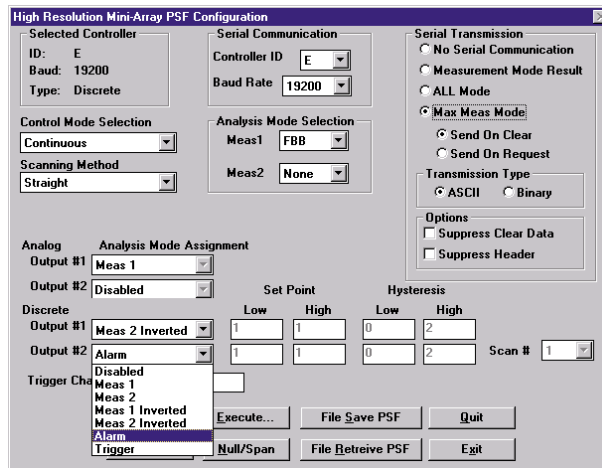 High Resolution Mini-Array PSF Configuration
Selected Controller
ID: E
Baud: 19200
Type: Discrete
Serial Communication
Controller ID E
Baud Rate 19200
Serial Transmission
No Serial Communication
Measurement Mode Result
ALL Mode
Max Meas Mode
Send On Clear
Send On Request
Transmission Type
ASCII Binary
Options
Suppress Clear Data
Suppress Header
Control Mode Selection
Continuous
Scanning Method
Straight
Analysis Mode Selection
Meas1 FBB
Meas2 None
Analog Analysis Mode Assignment
Output #1 Meas 1
Output #2 Disabled
Set Point Hysteresis
Discrete Low High Low High
Output #1 Meas 2 Inverted 1 1 0 2
Output #2 Alarm 1 1 0 2 Scan # 1
Trigger Cha
Disabled
Meas 1
Meas 2
Meas 1 Inverted
Meas 2 Inverted
Alarm
Trigger
Execute... File Save PSF Quit
Null/Span File Retreive PSF Exit